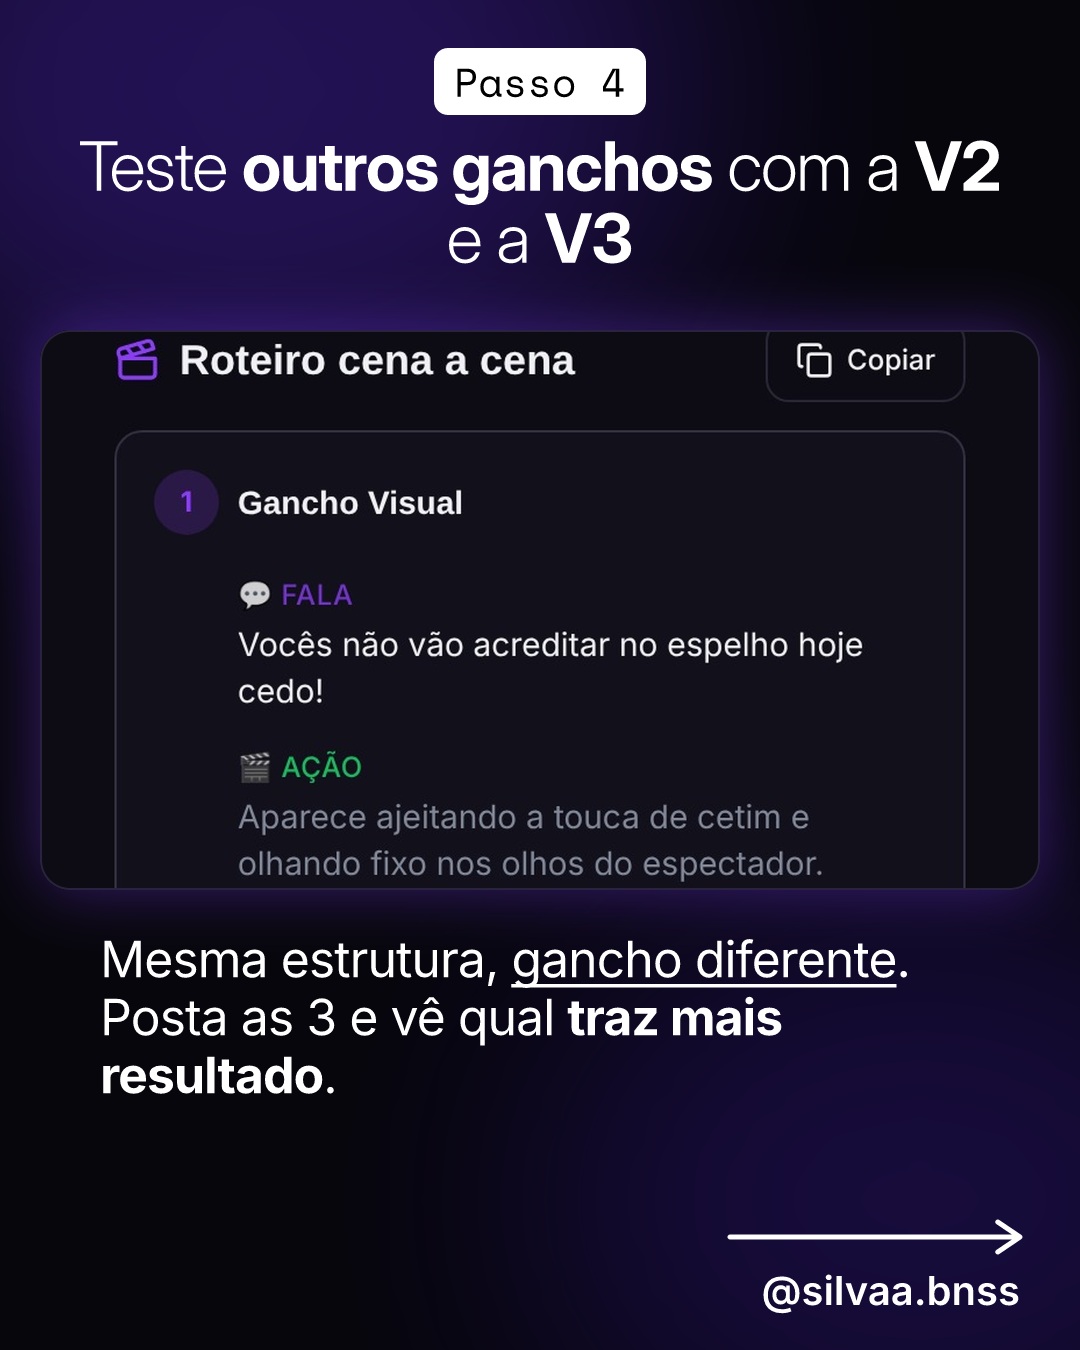 Passo 4
Teste outros ganchos com a V2
e a V3
Roteiro cena a cena
Copiar
1
Gancho Visual
💬 FALA
Vocês não vão acreditar no espelho hoje
cedo!
🎬 AÇÃO
Aparece ajeitando a touca de cetim e
olhando fixo nos olhos do espectador.
Mesma estrutura, gancho diferente.
Posta as 3 e vê qual traz mais
resultado.
@silvaa.bnss